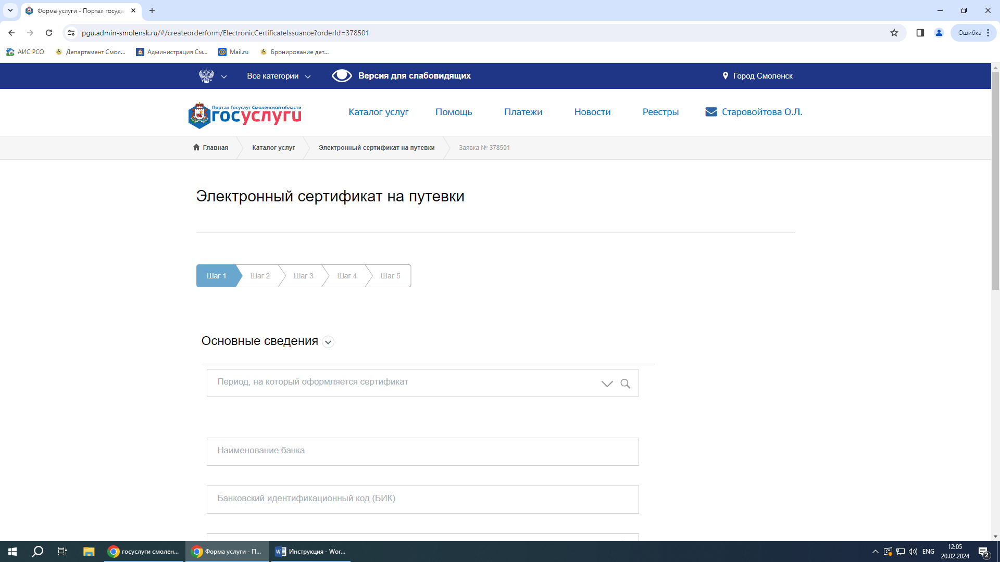 Форма услуги - Портал госуда
pgu.admin-smolensk.ru/#/createorderform/ElectronicCertificateIssuance?orderId=378501
Ошибка
АИС РСО
Департамент Смол...
Администрация См...
Mail.ru
Бронирование дет...
Все категории
Версия для слабовидящих
Город Смоленск
Портал Госуслуг Смоленской области
госуслуги
Каталог услуг
Помощь
Платежи
Новости
Реестры
Старовойтова О.Л.
Главная
Каталог услуг
Электронный сертификат на путевки
Заявка № 378501
Электронный сертификат на путевки
Шаг 1
Шаг 2
Шаг 3
Шаг 4
Шаг 5
Основные сведения
Период, на который оформляется сертификат
Наименование банка
Банковский идентификационный код (БИК)
госуслуги смолен...
Форма услуги - П...
Инструкция - Wor...
ENG
12:05
20.02.2024
2